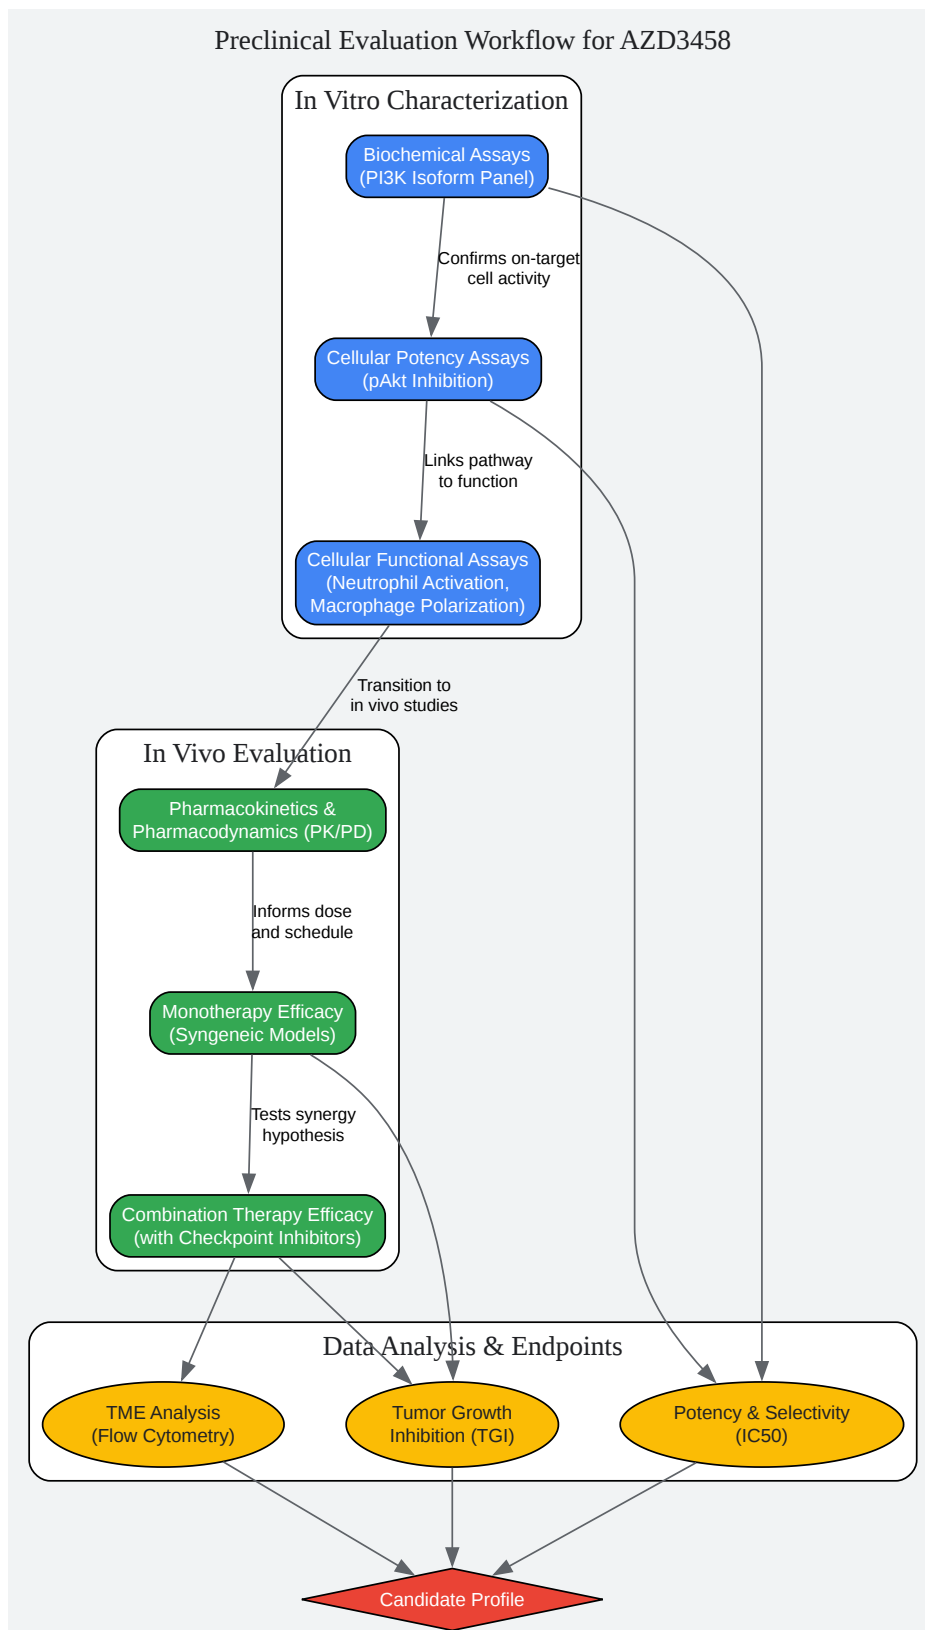 Preclinical Evaluation Workflow for AZD3458
In Vitro Characterization
Biochemical Assays
(PI3K Isoform Panel)
Confirms on-target
cell activity
Cellular Potency Assays
(pAkt Inhibition)
Links pathway
to function
Cellular Functional Assays
(Neutrophil Activation,
Macrophage Polarization)
Transition to
in vivo studies
In Vivo Evaluation
Pharmacokinetics &
Pharmacodynamics (PK/PD)
Informs dose
and schedule
Monotherapy Efficacy
(Syngeneic Models)
Tests synergy
hypothesis
Combination Therapy Efficacy
(with Checkpoint Inhibitors)
Data Analysis & Endpoints
TME Analysis
(Flow Cytometry)
Tumor Growth
Inhibition (TGI)
Potency & Selectivity
(IC50)
Candidate Profile